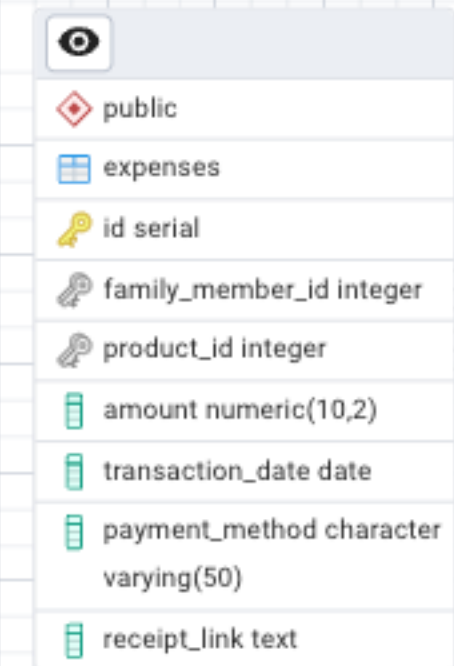 public
expenses
id serial
family_member_id integer
product_id integer
amount numeric(10,2)
transaction_date date
payment_method character
varying(50)
receipt_link text